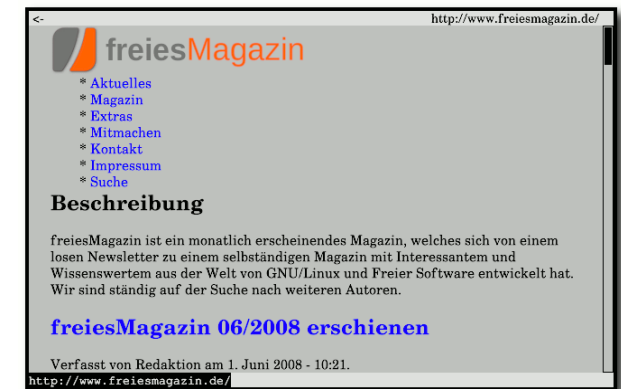 <- http://www.freiesmagazin.de/
freiesMagazin
* Aktuelles
* Magazin
* Extras
* Mitmachen
* Kontakt
* Impressum
* Suche
Beschreibung
freiesMagazin ist ein monatlich erscheinendes Magazin, welches sich von einem
losen Newsletter zu einem selbständigen Magazin mit Interessantem und
Wissenswertem aus der Welt von GNU/Linux und Freier Software entwickelt hat.
Wir sind ständig auf der Suche nach weiteren Autoren.
freiesMagazin 06/2008 erschienen
Verfasst von Redaktion am 1. Juni 2008 - 10:21.
http://www.freiesmagazin.de/